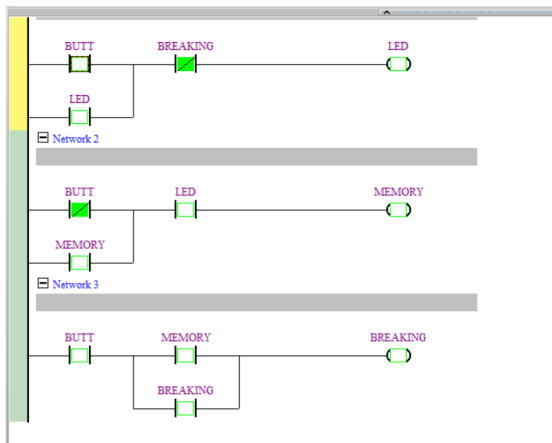 BUTT BREAKING LED
LED
Network 2
BUTT LED MEMORY
MEMORY
Network 3
BUTT MEMORY BREAKING
BREAKING